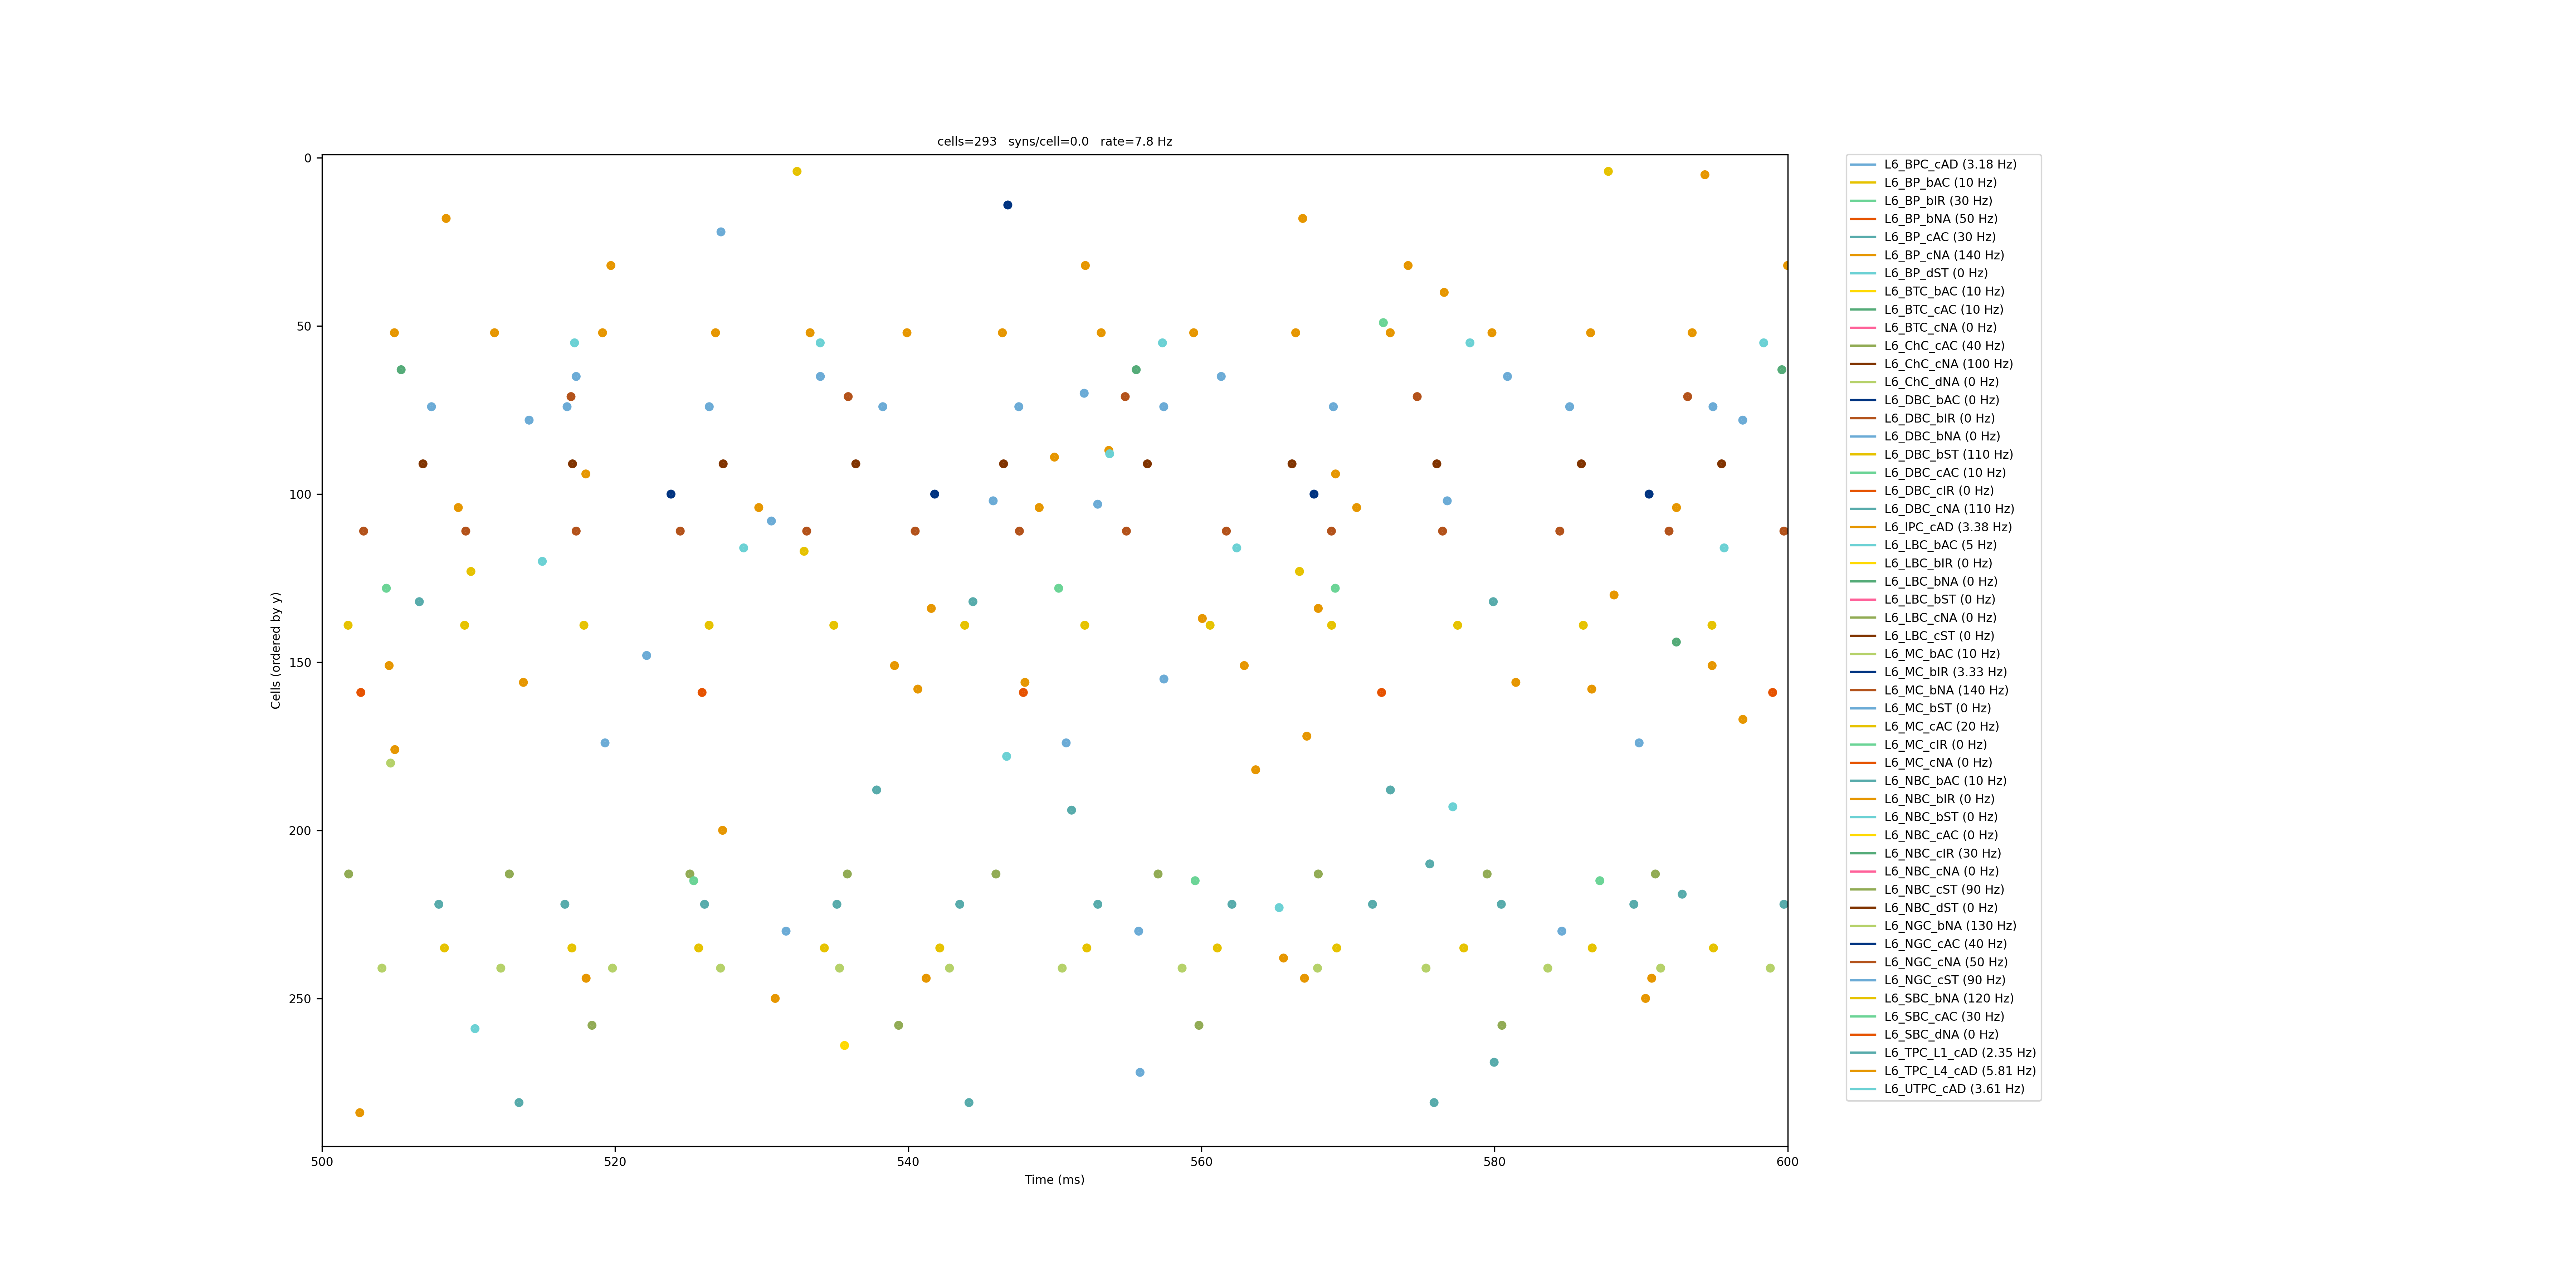 cells=293   syns/cell=0.0   rate=7.8 Hz
0
50
100
150
200
250
Cells (ordered by y)
500
520
540
560
580
600
Time (ms)
L6_BPC_cAD (3.18 Hz)
L6_BP_bAC (10 Hz)
L6_BP_bIR (30 Hz)
L6_BP_bNA (50 Hz)
L6_BP_cAC (30 Hz)
L6_BP_cNA (140 Hz)
L6_BP_dST (0 Hz)
L6_BTC_bAC (10 Hz)
L6_BTC_cAC (10 Hz)
L6_BTC_cNA (0 Hz)
L6_ChC_cAC (40 Hz)
L6_ChC_cNA (100 Hz)
L6_ChC_dNA (0 Hz)
L6_DBC_bAC (0 Hz)
L6_DBC_bIR (0 Hz)
L6_DBC_bNA (0 Hz)
L6_DBC_bST (110 Hz)
L6_DBC_cAC (10 Hz)
L6_DBC_cIR (0 Hz)
L6_DBC_cNA (110 Hz)
L6_IPC_cAD (3.38 Hz)
L6_LBC_bAC (5 Hz)
L6_LBC_bIR (0 Hz)
L6_LBC_bNA (0 Hz)
L6_LBC_bST (0 Hz)
L6_LBC_cNA (0 Hz)
L6_LBC_cST (0 Hz)
L6_MC_bAC (10 Hz)
L6_MC_bIR (3.33 Hz)
L6_MC_bNA (140 Hz)
L6_MC_bST (0 Hz)
L6_MC_cAC (20 Hz)
L6_MC_cIR (0 Hz)
L6_MC_cNA (0 Hz)
L6_NBC_bAC (10 Hz)
L6_NBC_bIR (0 Hz)
L6_NBC_bST (0 Hz)
L6_NBC_cAC (0 Hz)
L6_NBC_cIR (30 Hz)
L6_NBC_cNA (0 Hz)
L6_NBC_cST (90 Hz)
L6_NBC_dST (0 Hz)
L6_NGC_bNA (130 Hz)
L6_NGC_cAC (40 Hz)
L6_NGC_cNA (50 Hz)
L6_NGC_cST (90 Hz)
L6_SBC_bNA (120 Hz)
L6_SBC_cAC (30 Hz)
L6_SBC_dNA (0 Hz)
L6_TPC_L1_cAD (2.35 Hz)
L6_TPC_L4_cAD (5.81 Hz)
L6_UTPC_cAD (3.61 Hz)